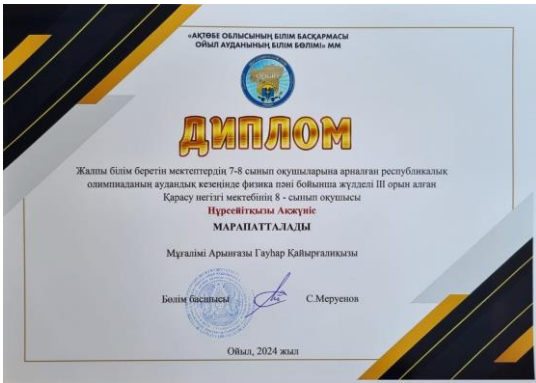 «АҚТӨБЕ ОБЛЫСЫНЫҢ БІЛІМ БАСҚАРМАСЫ
ОЙЫЛ АУДАНЫНЫҢ БІЛІМ БӨЛІМІ» ММ
ДИПЛОМ
Жалпы білім беретін мектептердің 7-8 сынып оқушыларына арналған республикалық
олимпиаданың аудандық кезеңінде физика пәні бойынша жүлделі III орын алған
Қарасу негізгі мектебінің 8 - сынып оқушысы
Нұрсейітқызы Ақжүніс
МАРАПАТТАЛАДЫ
Мұғалімі Арынғазы Гауһар Қайырғалиқызы
Бөлім басшысы С.Меруенов
Ойыл, 2024 жыл